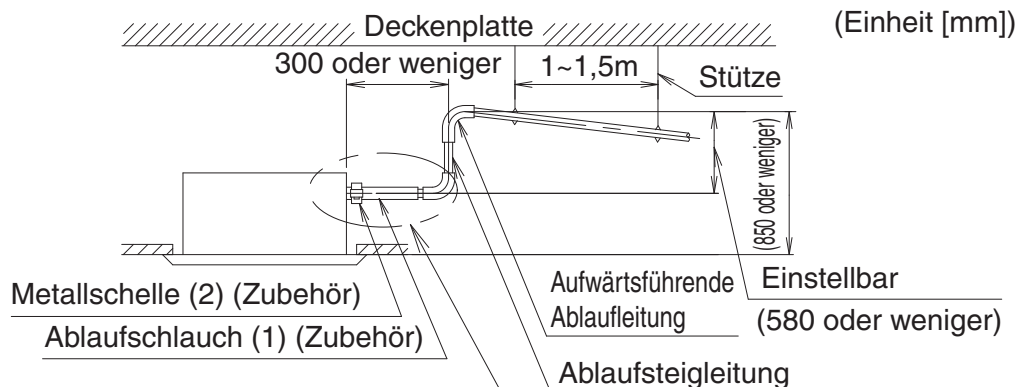 Deckenplatte
(Einheit [mm])
300 oder weniger
1~1,5m
Stütze
(850 oder weniger)
Metallschelle (2) (Zubehör)
Ablaufschlauch (1) (Zubehör)
Aufwärtsführende
Ablaufleitung
Einstellbar
(580 oder weniger)
Ablaufsteigleitung